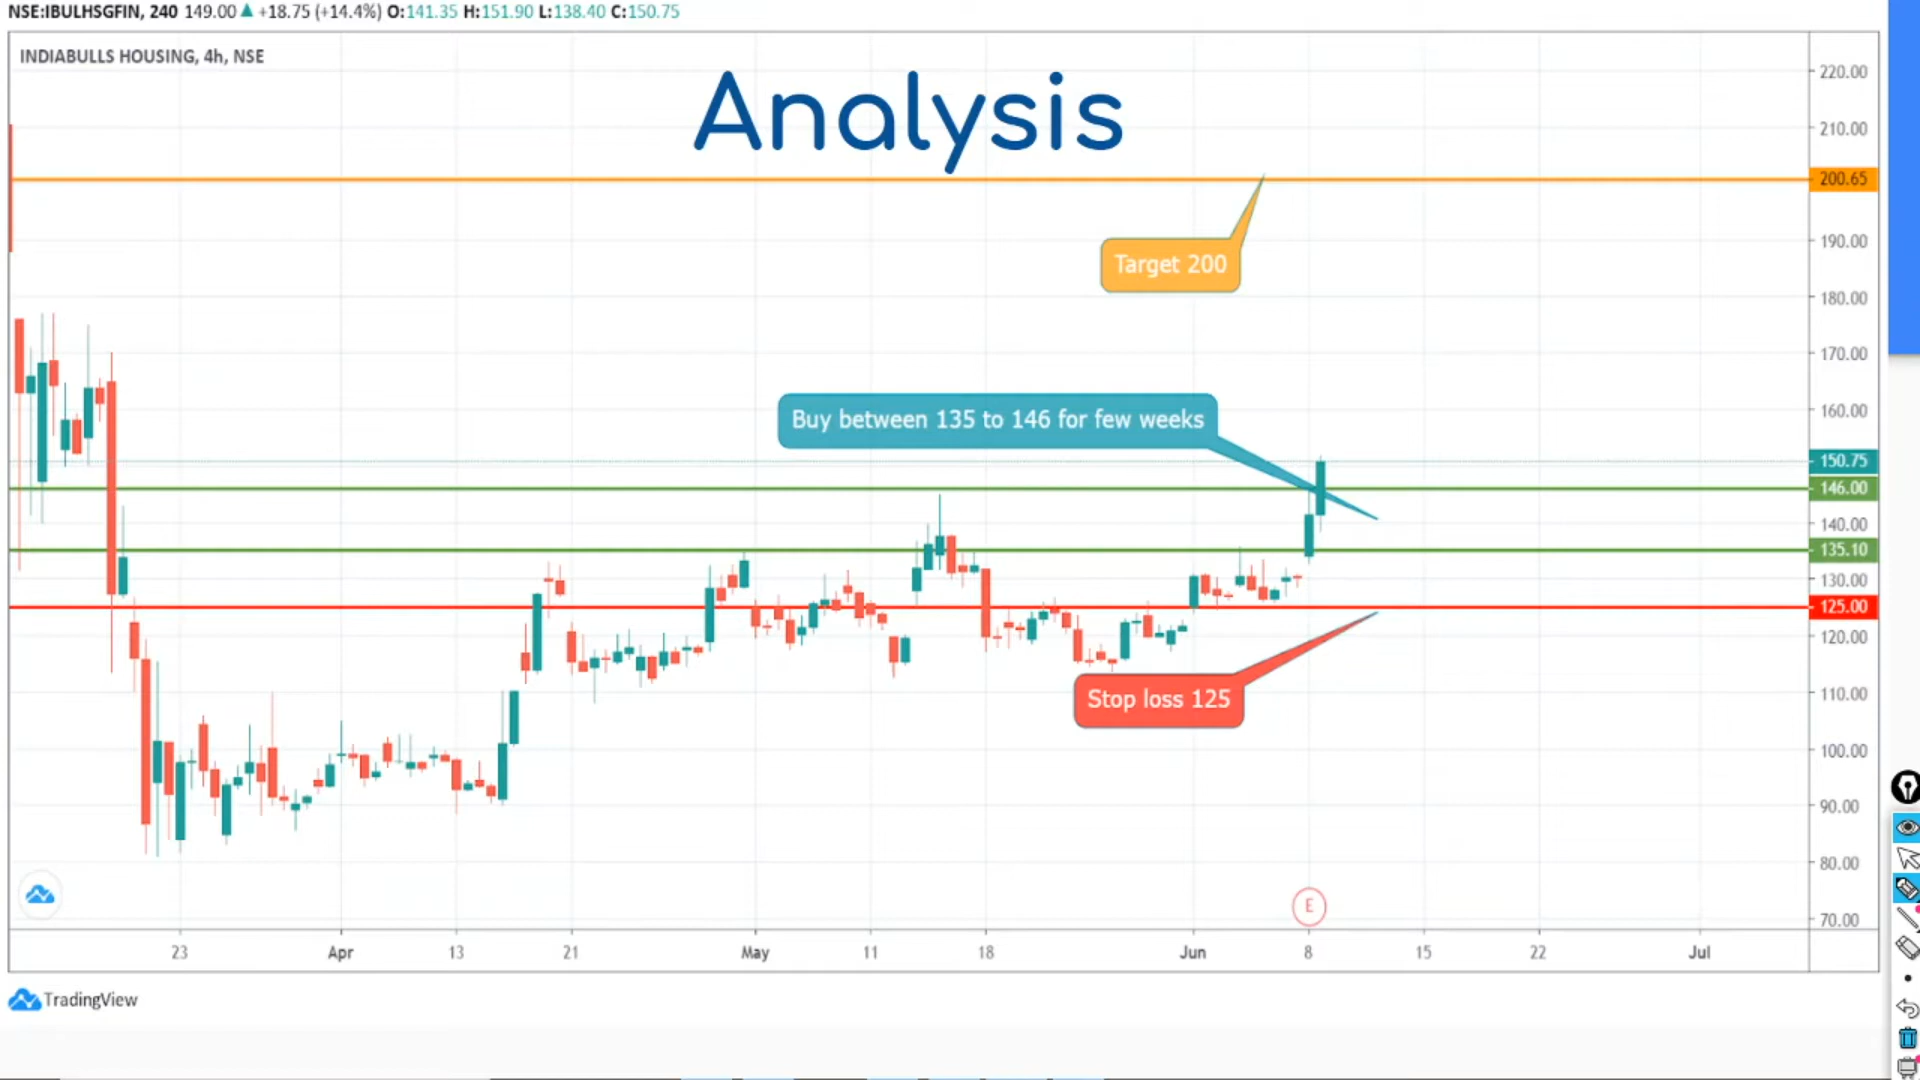 NSE:IBULHSGFIN, 240 149.00 ▲ +18.75 (+14.4%) O:141.35 H:151.90 L:138.40 C:150.75
INDIABULLS HOUSING, 4h, NSE
Analysis
220.00
210.00
200.65
190.00
Target 200
180.00
170.00
160.00
Buy between 135 to 146 for few weeks
150.75
146.00
140.00
135.10
130.00
125.00
120.00
Stop loss 125
110.00
100.00
90.00
80.00
E
70.00
23 Apr 13 21 May 11 18 Jun 8 15 22 Jul
TradingView